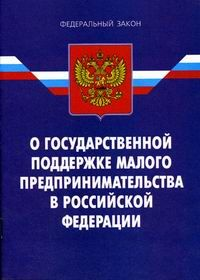 ФЕДЕРАЛЬНЫЙ ЗАКОН
О ГОСУДАРСТВЕННОЙ
ПОДДЕРЖКЕ МАЛОГО
ПРЕДПРИНИМАТЕЛЬСТВА
В РОССИЙСКОЙ
ФЕДЕРАЦИИ